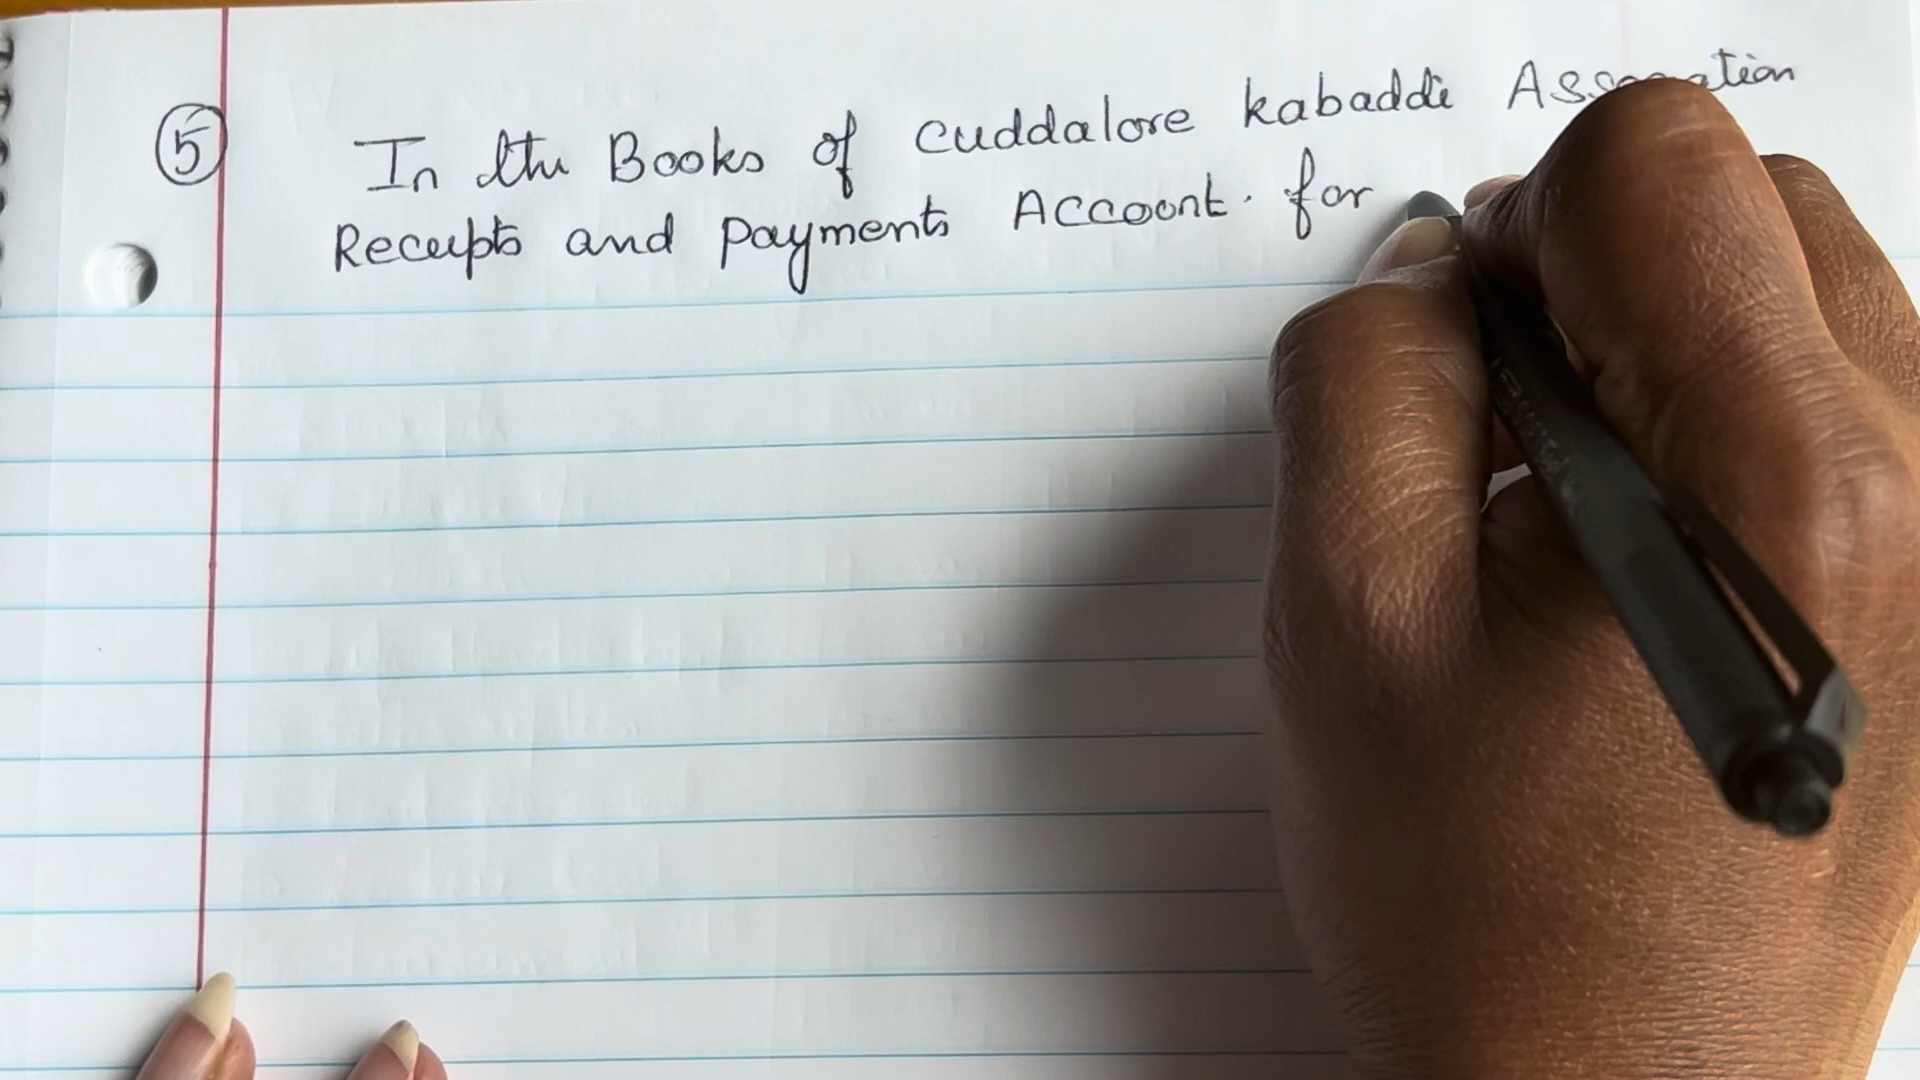 ⑤ In the Books of Cuddalore kabaddi
Receipts and Payments Account. for